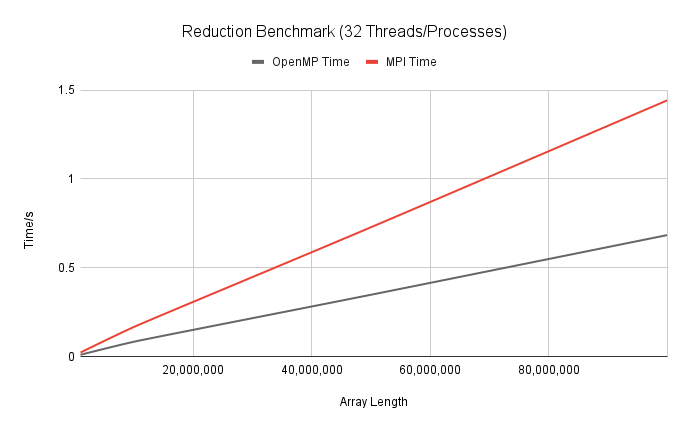 Reduction Benchmark (32 Threads/Processes)
OpenMP Time MPI Time
1.5
1
0.5
0
Time/s
20,000,000 40,000,000 60,000,000 80,000,000
Array Length